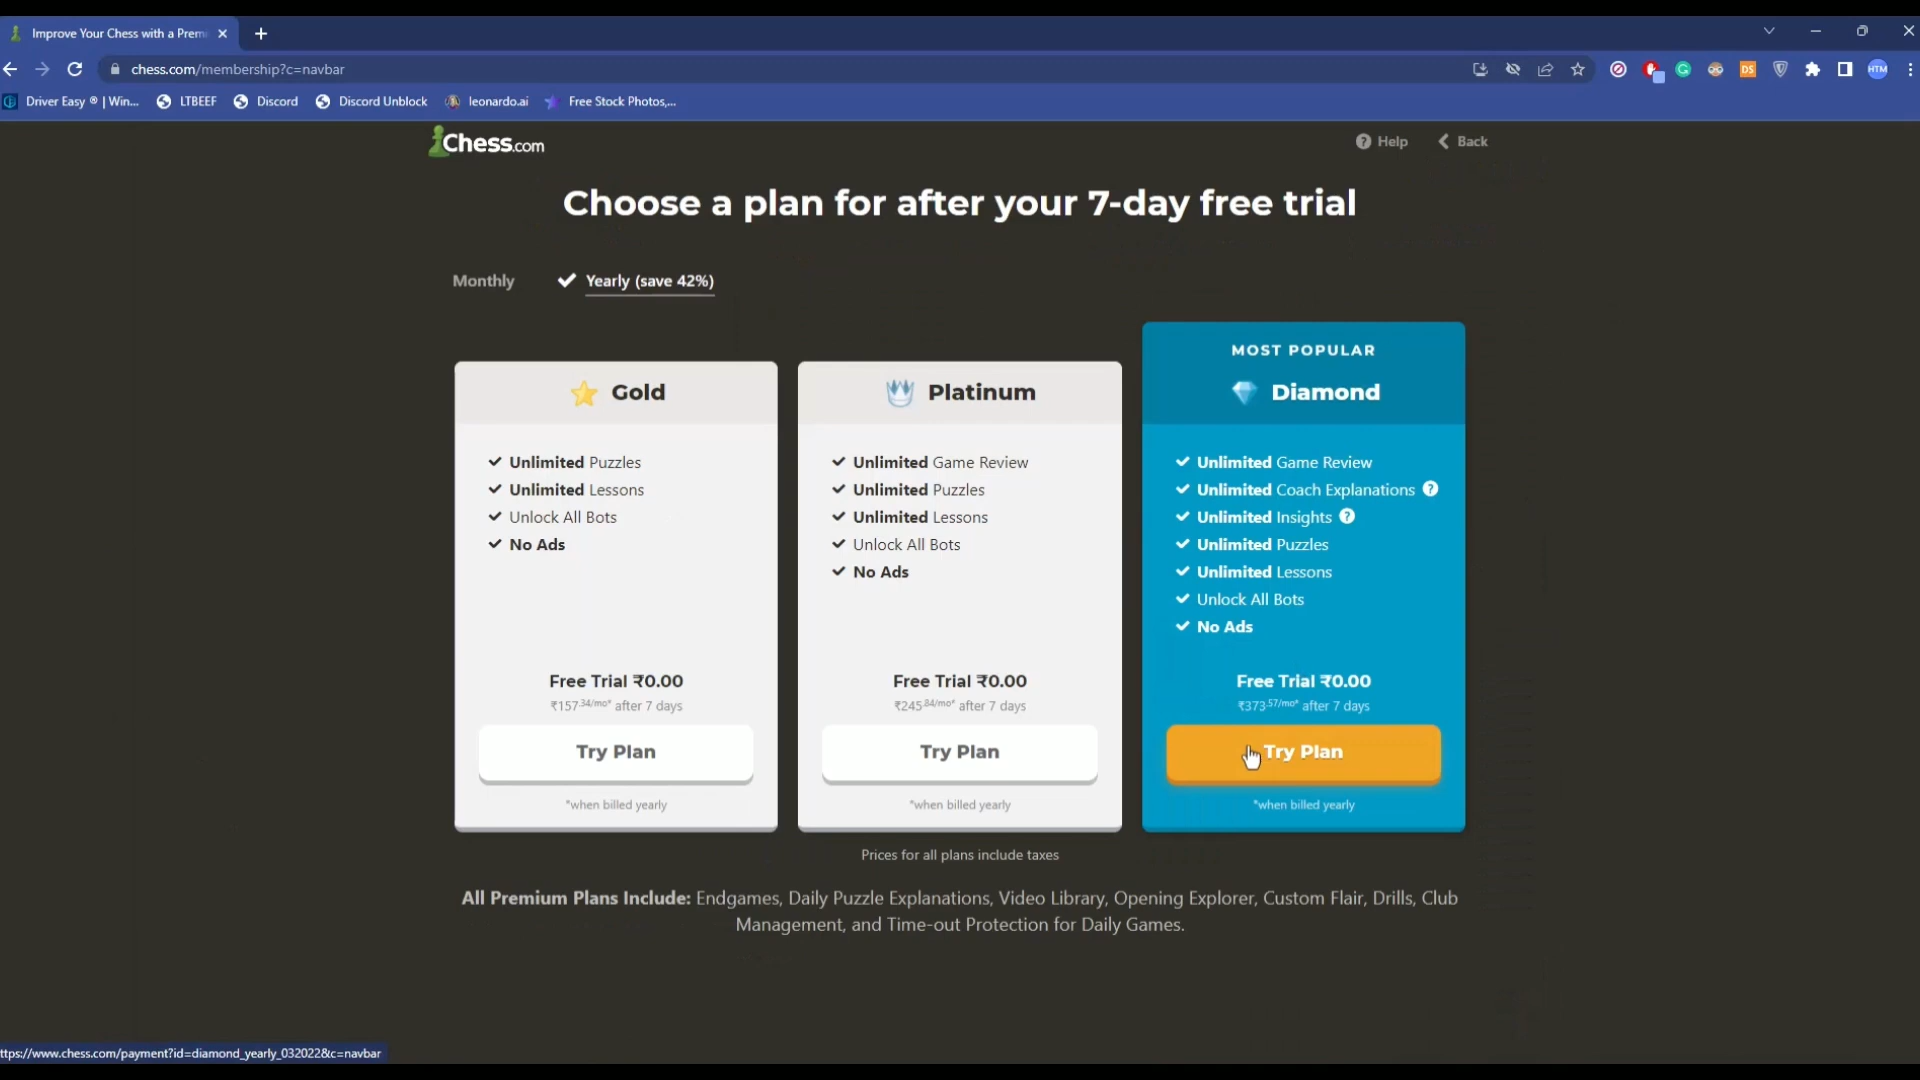 Improve Your Chess with a Prem
chess.com/membership?c=navbar
DS
HTM
Driver Easy ® | Win... LTBEEF Discord Discord Unblock leonardo.ai Free Stock Photos,...
Chess.com
Help
Back
Choose a plan for after your 7-day free trial
Monthly
Yearly (save 42%)
Gold
Unlimited Puzzles
Unlimited Lessons
Unlock All Bots
No Ads
Free Trial ₹0.00
₹157.34/mo* after 7 days
Try Plan
*when billed yearly
Platinum
Unlimited Game Review
Unlimited Puzzles
Unlimited Lessons
Unlock All Bots
No Ads
Free Trial ₹0.00
₹245.84/mo* after 7 days
Try Plan
*when billed yearly
MOST POPULAR
Diamond
Unlimited Game Review
Unlimited Coach Explanations ?
Unlimited Insights ?
Unlimited Puzzles
Unlimited Lessons
Unlock All Bots
No Ads
Free Trial ₹0.00
₹373.57/mo* after 7 days
Try Plan
*when billed yearly
Prices for all plans include taxes
All Premium Plans Include: Endgames, Daily Puzzle Explanations, Video Library, Opening Explorer, Custom Flair, Drills, Club
Management, and Time-out Protection for Daily Games.
ttps://www.chess.com/payment?id=diamond_yearly_032022&c=navbar